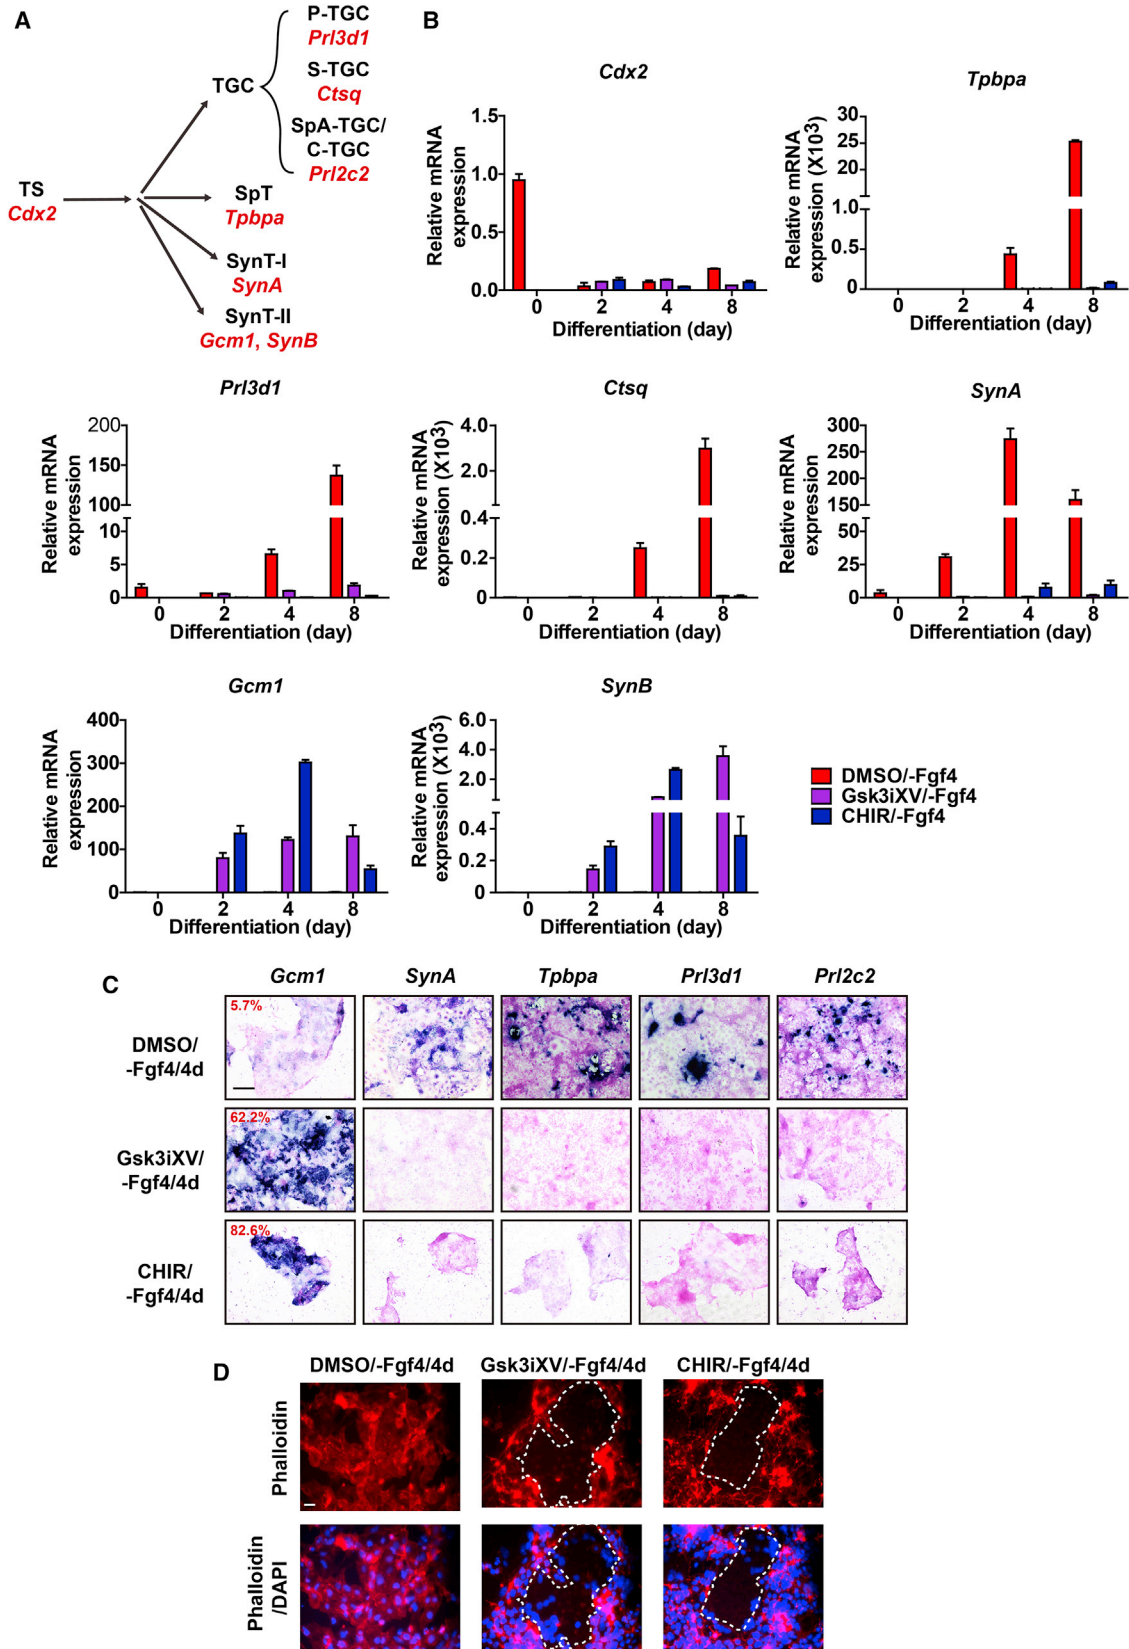 A
P-TGC
Prl3d1
S-TGC
Ctsq
SpA-TGC/
C-TGC
Prl2c2
TGC
TS
Cdx2
SpT
Tpbpa
SynT-I
SynA
SynT-II
Gcm1, SynB
B
Cdx2
Relative mRNA
expression
1.5
1.0
0.5
0.0
0 2 4 8
Differentiation (day)
Tpbpa
Relative mRNA
expression (X10³)
30
25
20
1.0
0.5
0
0 2 4 8
Differentiation (day)
Prl3d1
Relative mRNA
expression
200
150
100
10
5
0
0 2 4 8
Differentiation (day)
Ctsq
Relative mRNA
expression (X10³)
4.0
2.0
0.4
0.2
0
0 2 4 8
Differentiation (day)
SynA
Relative mRNA
expression
300
200
150
50
25
0
0 2 4 8
Differentiation (day)
Gcm1
Relative mRNA
expression
400
300
200
100
0
0 2 4 8
Differentiation (day)
SynB
Relative mRNA
expression (X10³)
6.0
4.0
2.0
0.4
0.2
0
0 2 4 8
Differentiation (day)
DMSO/-Fgf4
Gsk3iXV/-Fgf4
CHIR/-Fgf4
C
Gcm1 SynA Tpbpa Prl3d1 Prl2c2
DMSO/
-Fgf4/4d
5.7%
Gsk3iXV/
-Fgf4/4d
62.2%
CHIR/
-Fgf4/4d
82.6%
D
DMSO/-Fgf4/4d Gsk3iXV/-Fgf4/4d CHIR/-Fgf4/4d
Phalloidin
Phalloidin
/DAPI